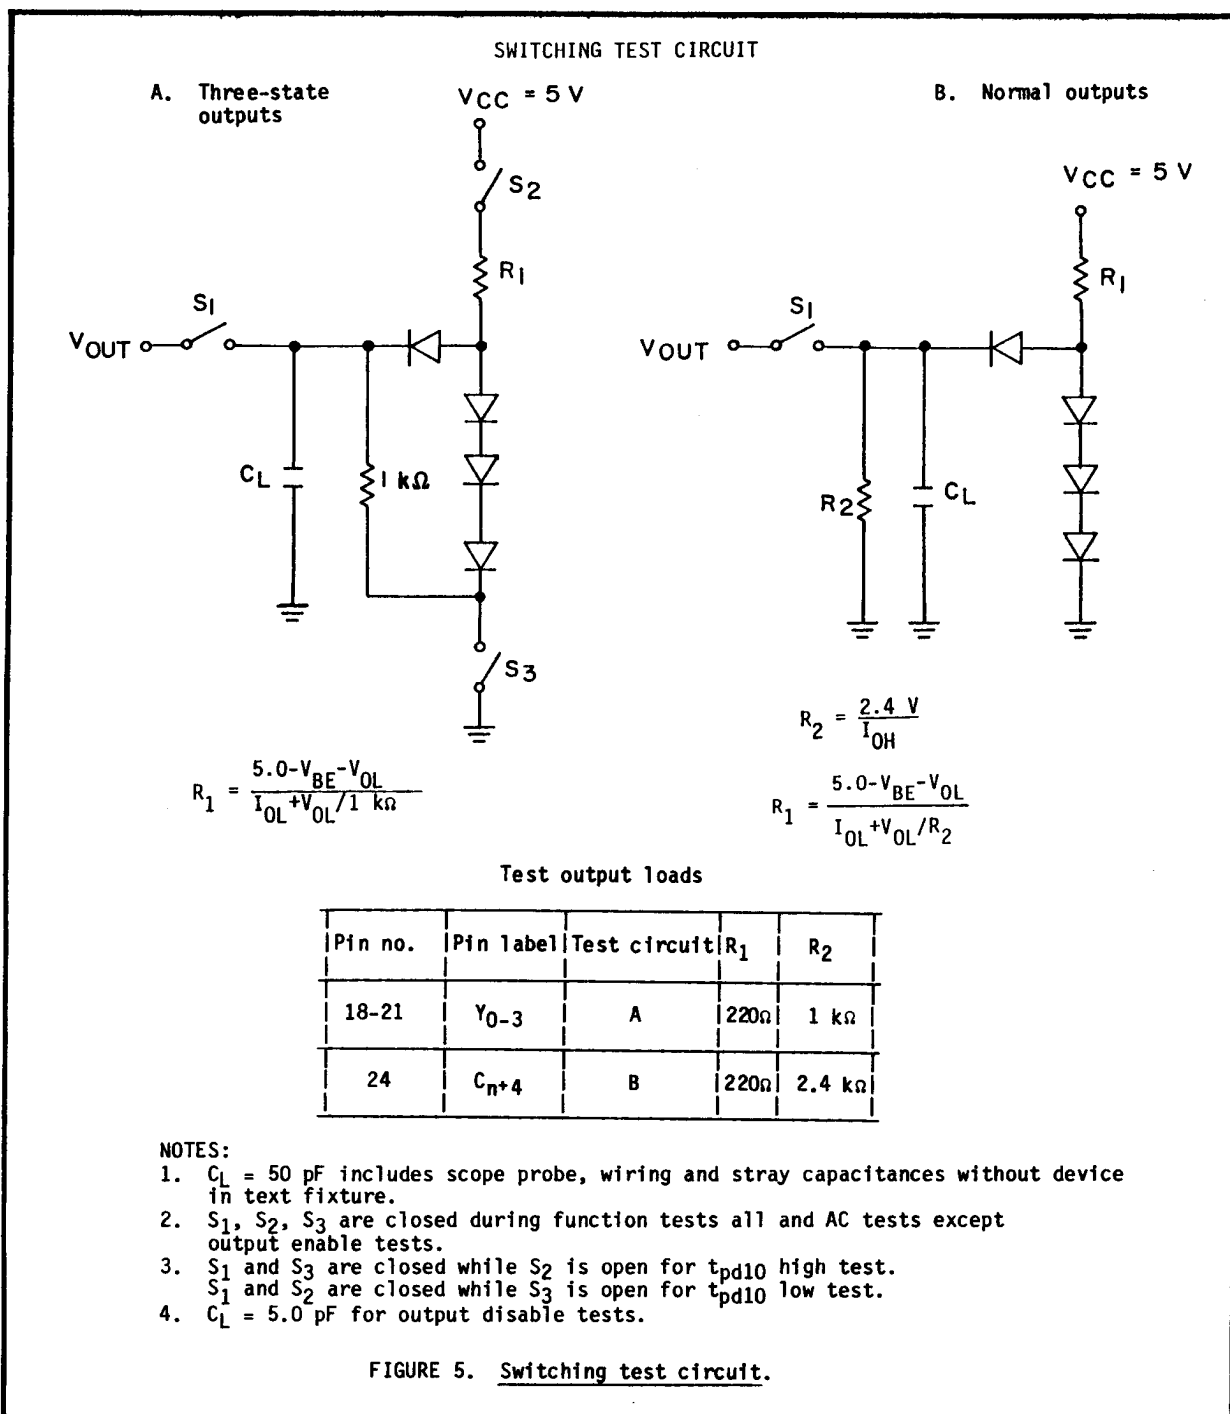 SWITCHING TEST CIRCUIT
A. Three-state
outputs
VCC = 5 V
B. Normal outputs
S2
VCC = 5 V
R1
R1
S1
S1
VOUT
VOUT
CL
1 kΩ
R2
CL
S3
R2 = 2.4 V / IOH
R1 = 5.0-VBE-VOL / IOL+VOL/1 kΩ
R1 = 5.0-VBE-VOL / IOL+VOL/R2
Test output loads
Pin no. Pin label Test circuit R1 R2
18-21 Y0-3 A 220Ω 1 kΩ
24 Cn+4 B 220Ω 2.4 kΩ
NOTES:
1. CL = 50 pF includes scope probe, wiring and stray capacitances without device
in text fixture.
2. S1, S2, S3 are closed during function tests all and AC tests except
output enable tests.
3. S1 and S3 are closed while S2 is open for tpd10 high test.
S1 and S2 are closed while S3 is open for tpd10 low test.
4. CL = 5.0 pF for output disable tests.
FIGURE 5. Switching test circuit.